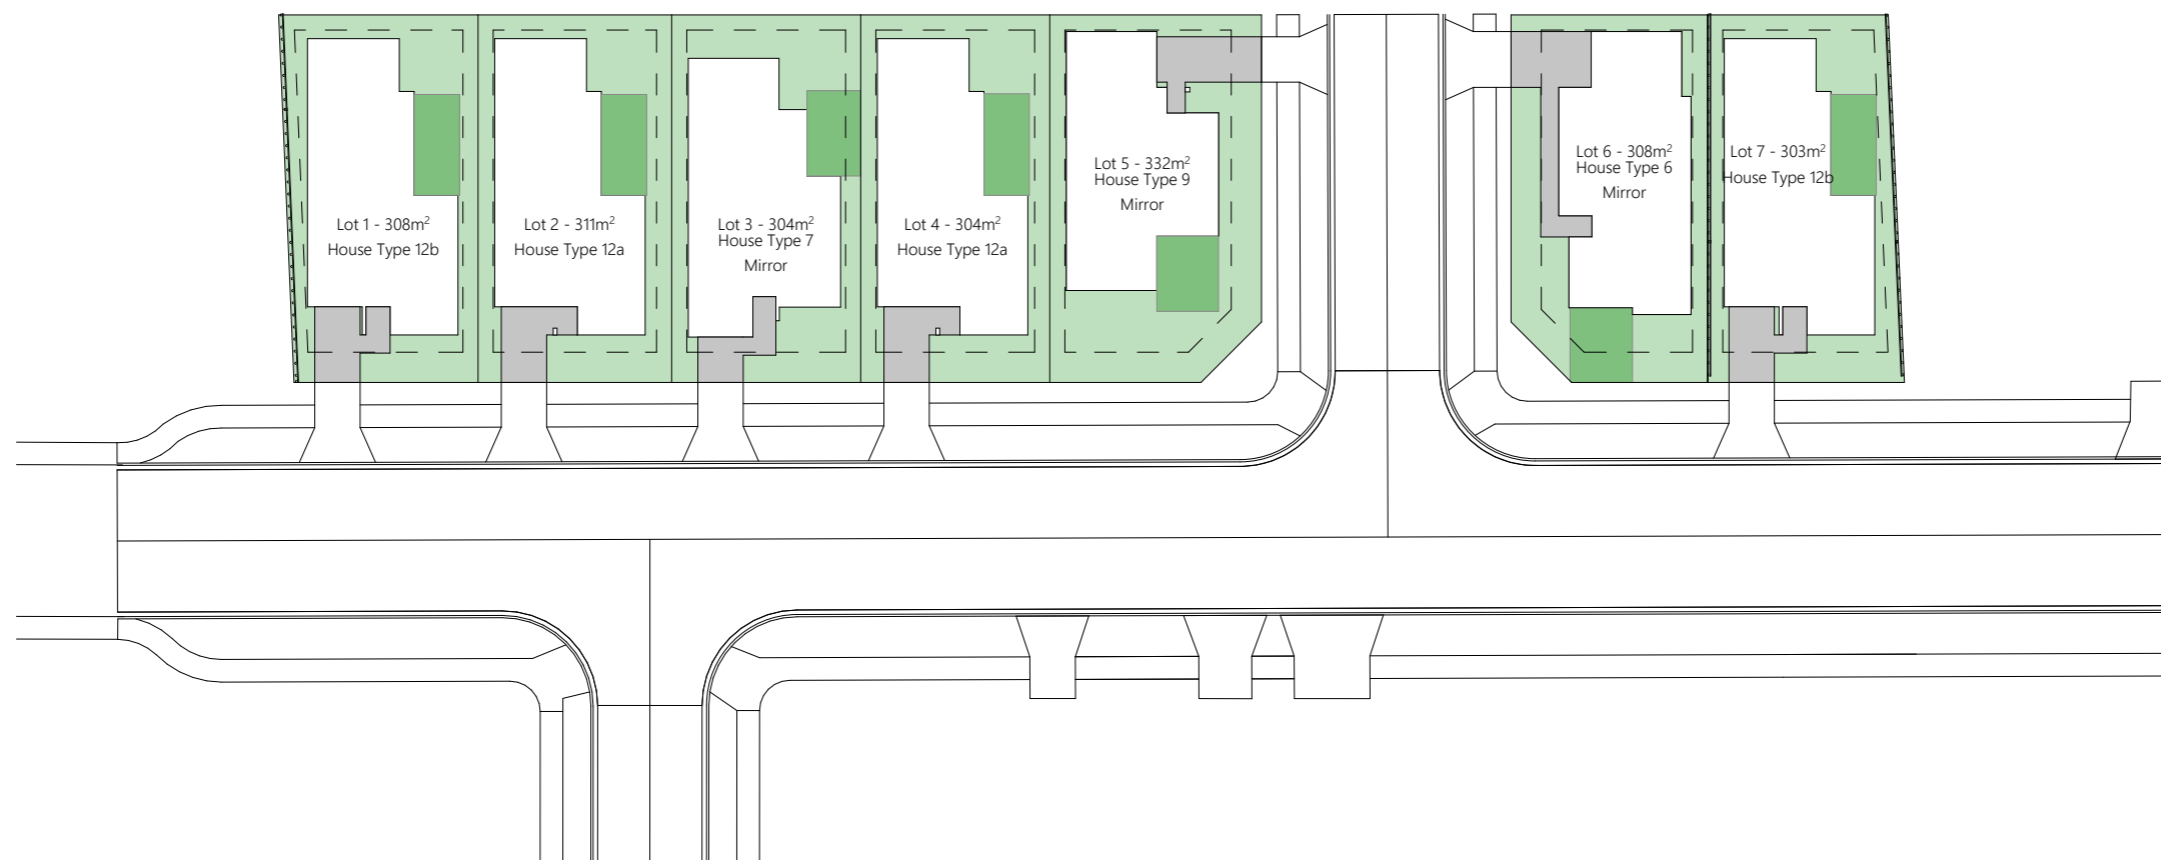 Lot 1 - 308m²
House Type 12b
Lot 2 - 311m²
House Type 12a
Lot 3 - 304m²
House Type 7
Mirror
Lot 4 - 304m²
House Type 12a
Lot 5 - 332m²
House Type 9
Mirror
Lot 6 - 308m²
House Type 6
Mirror
Lot 7 - 303m²
House Type 12b